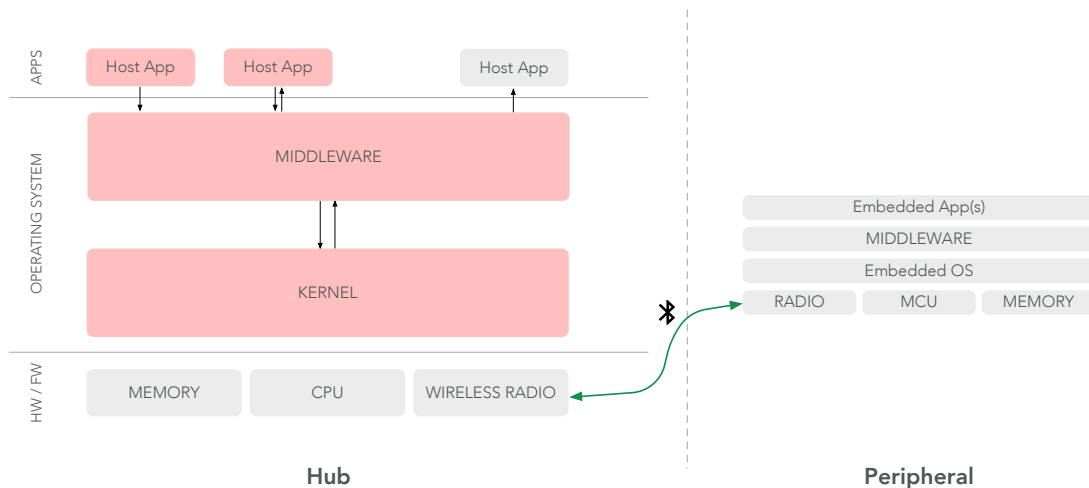 APPS
Host App
Host App
Host App
OPERATING SYSTEM
MIDDLEWARE
KERNEL
HW / FW
MEMORY
CPU
WIRELESS RADIO
Hub
Embedded App(s)
MIDDLEWARE
Embedded OS
RADIO
MCU
MEMORY
Peripheral